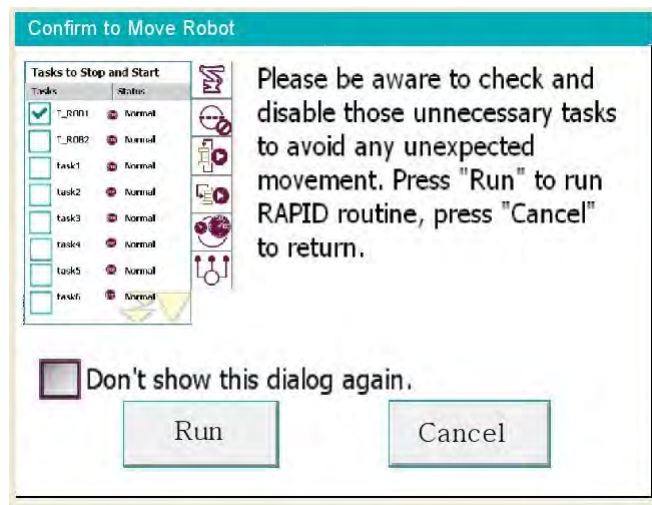 Confirm to Move Robot
Tasks to Stop and Start
Tasks Status
T_ROB1 Normal
T_ROB2 Normal
task1 Normal
task2 Normal
task3 Normal
task4 Normal
task5 Normal
task6 Normal
Please be aware to check and
disable those unnecessary tasks
to avoid any unexpected
movement. Press "Run" to run
RAPID routine, press "Cancel"
to return.
Don't show this dialog again.
Run
Cancel